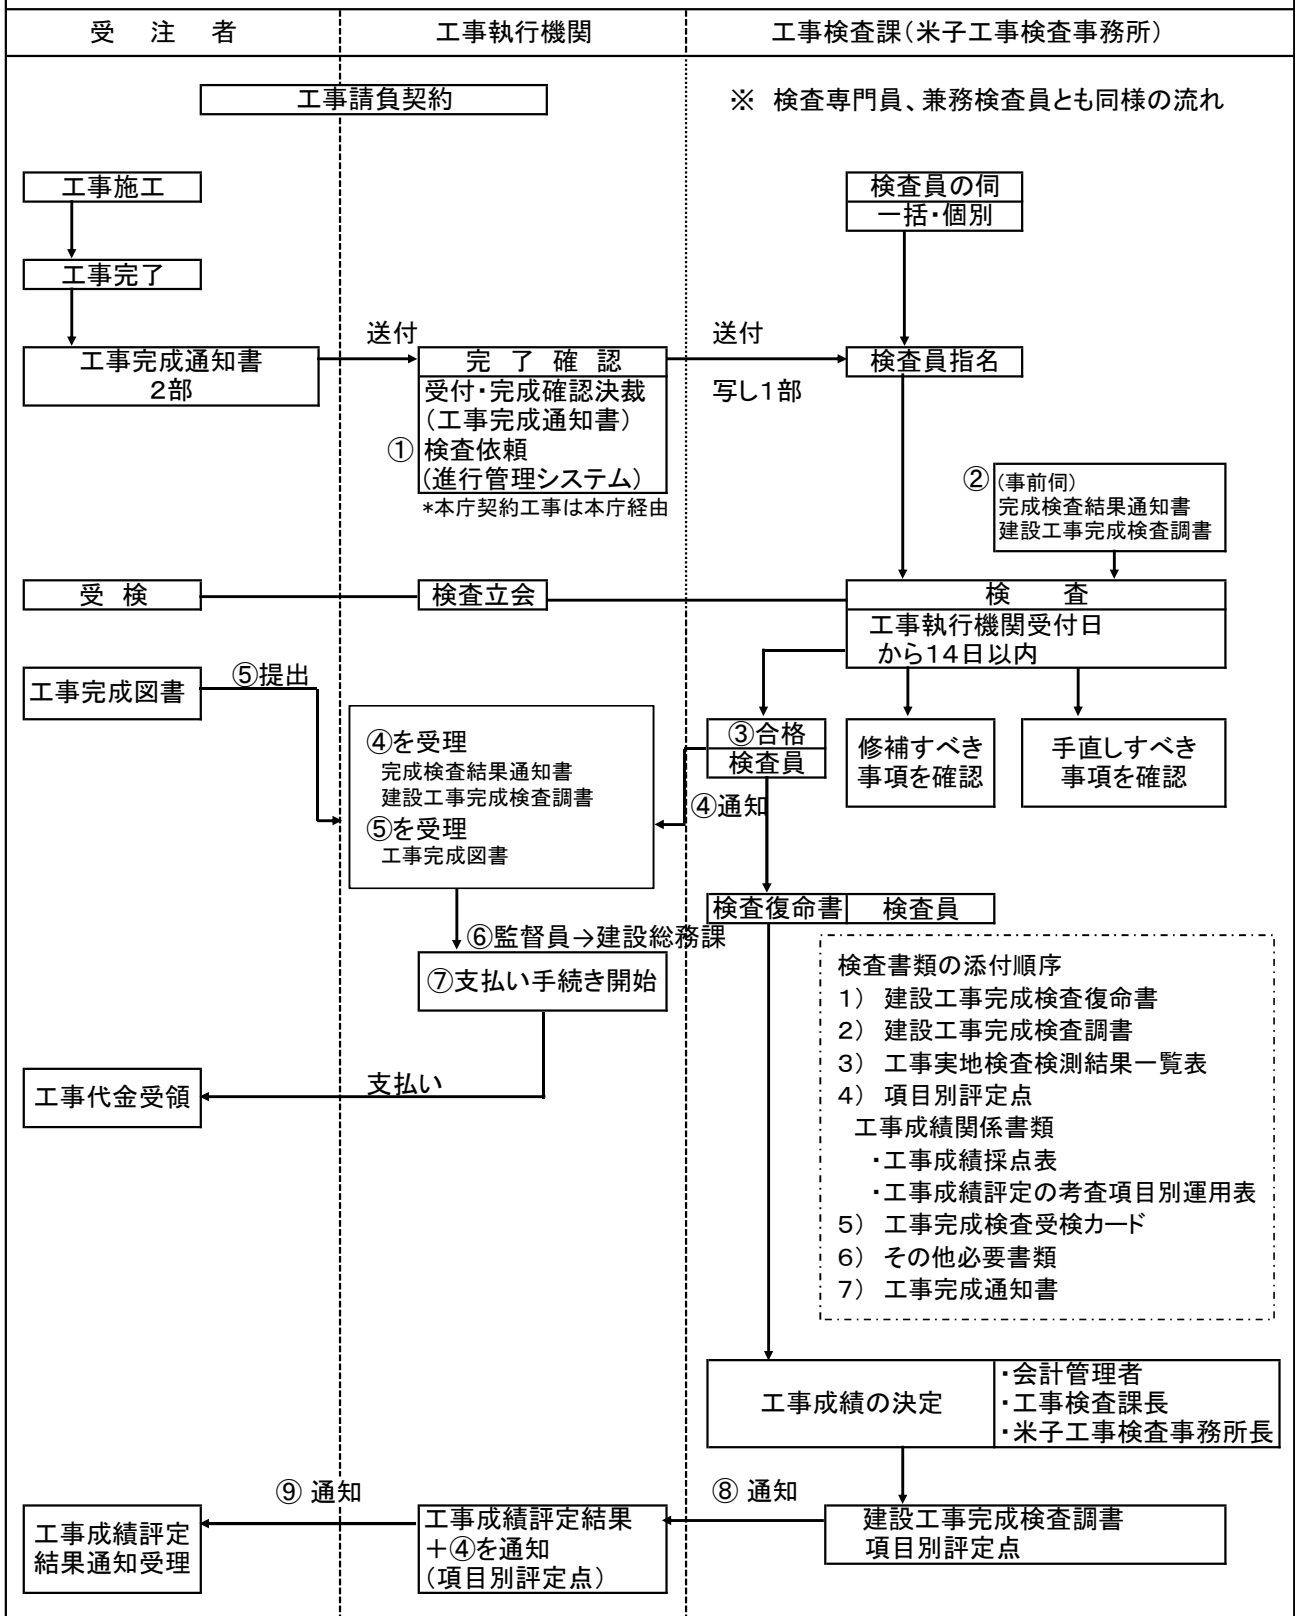 受　注　者
工事執行機関
工事検査課(米子工事検査事務所)
工事請負契約
※　検査専門員、兼務検査員とも同様の流れ
工事施工
検査員の伺
一括・個別
工事完了
送付
送付
工事完成通知書
２部
完　了　確　認
検査員指名
受付・完成確認決裁
(工事完成通知書)
写し１部
① 検査依頼
(進行管理システム)
*本庁契約工事は本庁経由
② (事前伺)
完成検査結果通知書
建設工事完成検査調書
受　検
検査立会
検　　査
工事執行機関受付日
から１４日以内
⑤提出
工事完成図書
④を受理
完成検査結果通知書
建設工事完成検査調書
⑤を受理
工事完成図書
③合格
検査員
修補すべき
事項を確認
手直しすべき
事項を確認
④通知
検査復命書
検査員
⑥監督員→建設総務課
⑦支払い手続き開始
検査書類の添付順序
１)　建設工事完成検査復命書
２)　建設工事完成検査調書
３)　工事実地検査検測結果一覧表
４)　項目別評定点
工事成績関係書類
・工事成績採点表
・工事成績評定の考査項目別運用表
５)　工事完成検査受検カード
６)　その他必要書類
７)　工事完成通知書
支払い
工事代金受領
工事成績の決定
・会計管理者
・工事検査課長
・米子工事検査事務所長
⑨ 通知
⑧ 通知
工事成績評定
結果通知受理
工事成績評定結果
＋④を通知
(項目別評定点)
建設工事完成検査調書
項目別評定点